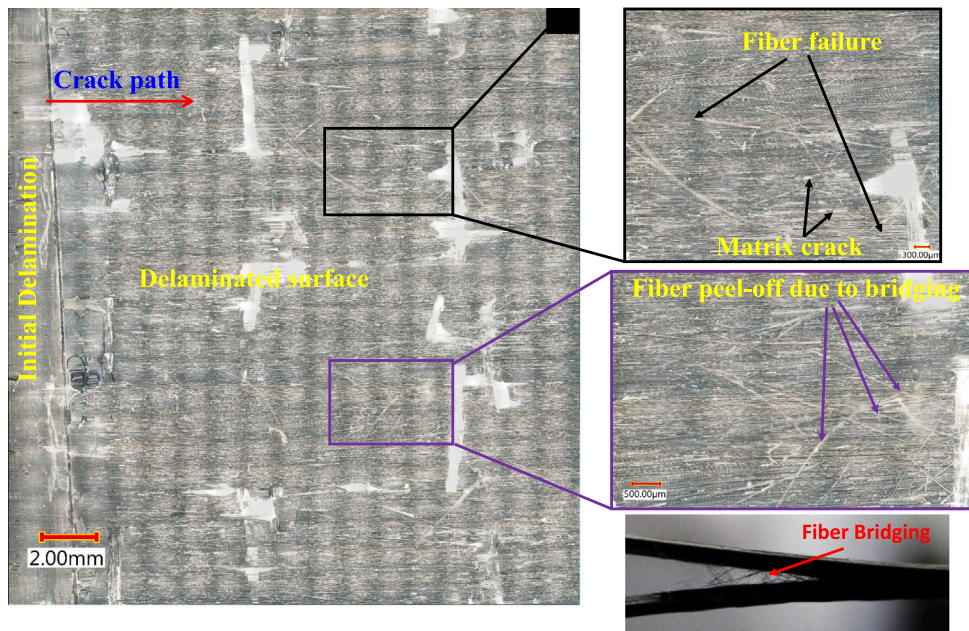 Crack path
Initial Delamination
Delaminated surface
2.00mm
Fiber failure
Matrix crack
300.00µm
Fiber peel-off due to bridging
500.00µm
Fiber Bridging